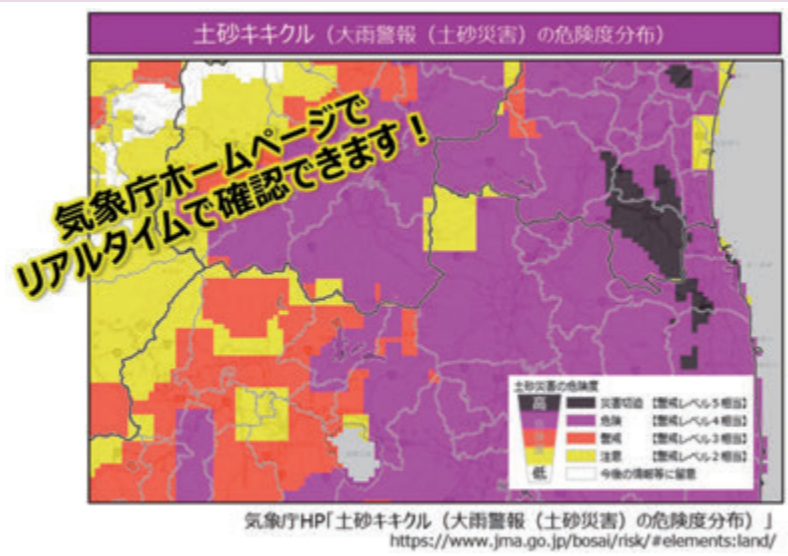 土砂キキクル（大雨警報（土砂災害）の危険度分布）
気象庁ホームページで
リアルタイムで確認できます！
土砂災害の危険度
高
災害切迫 【警戒レベル5相当】
危険 【警戒レベル4相当】
警戒 【警戒レベル3相当】
注意 【警戒レベル2相当】
低
今後の情報等に留意
気象庁HP「土砂キキクル（大雨警報（土砂災害）の危険度分布）」
https://www.jma.go.jp/bosai/risk/#elements:land/